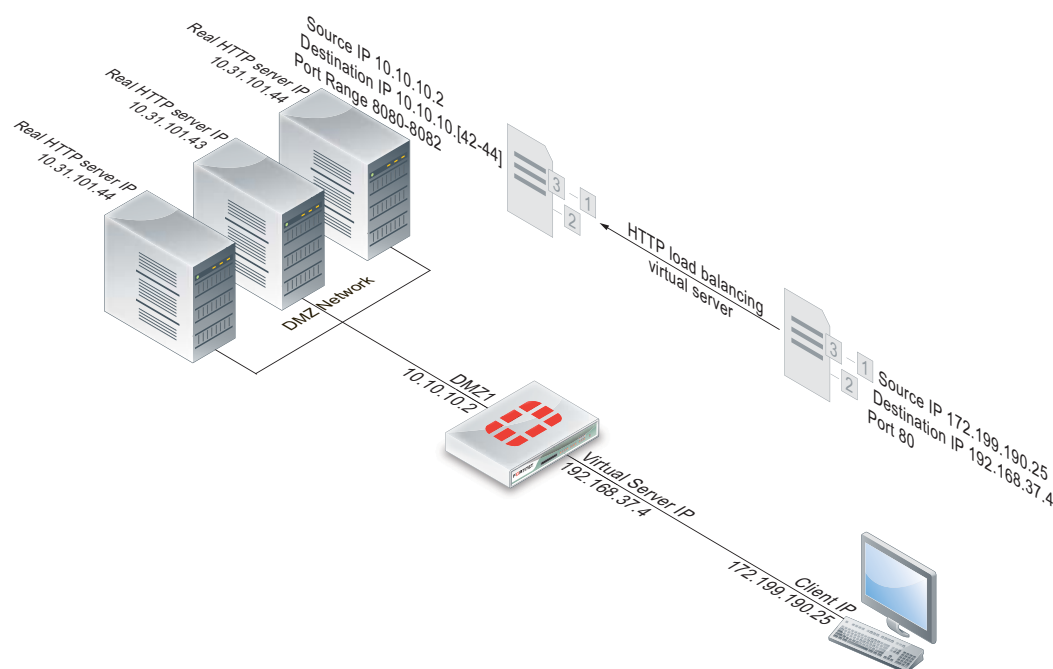 Source IP 10.10.10.2
Destination IP 10.10.10.[42-44]
Port Range 8080-8082
Real HTTP server IP
10.31.101.44
Real HTTP server IP
10.31.101.43
Real HTTP server IP
10.31.101.44
3
1
2
HTTP load balancing
virtual server
DMZ Network
3
1
2
Source IP 172.199.190.25
Destination IP 192.168.37.4
Port 80
DMZ1
10.10.10.2
FORTINET
Virtual Server IP
192.168.37.4
Client IP
172.199.190.25